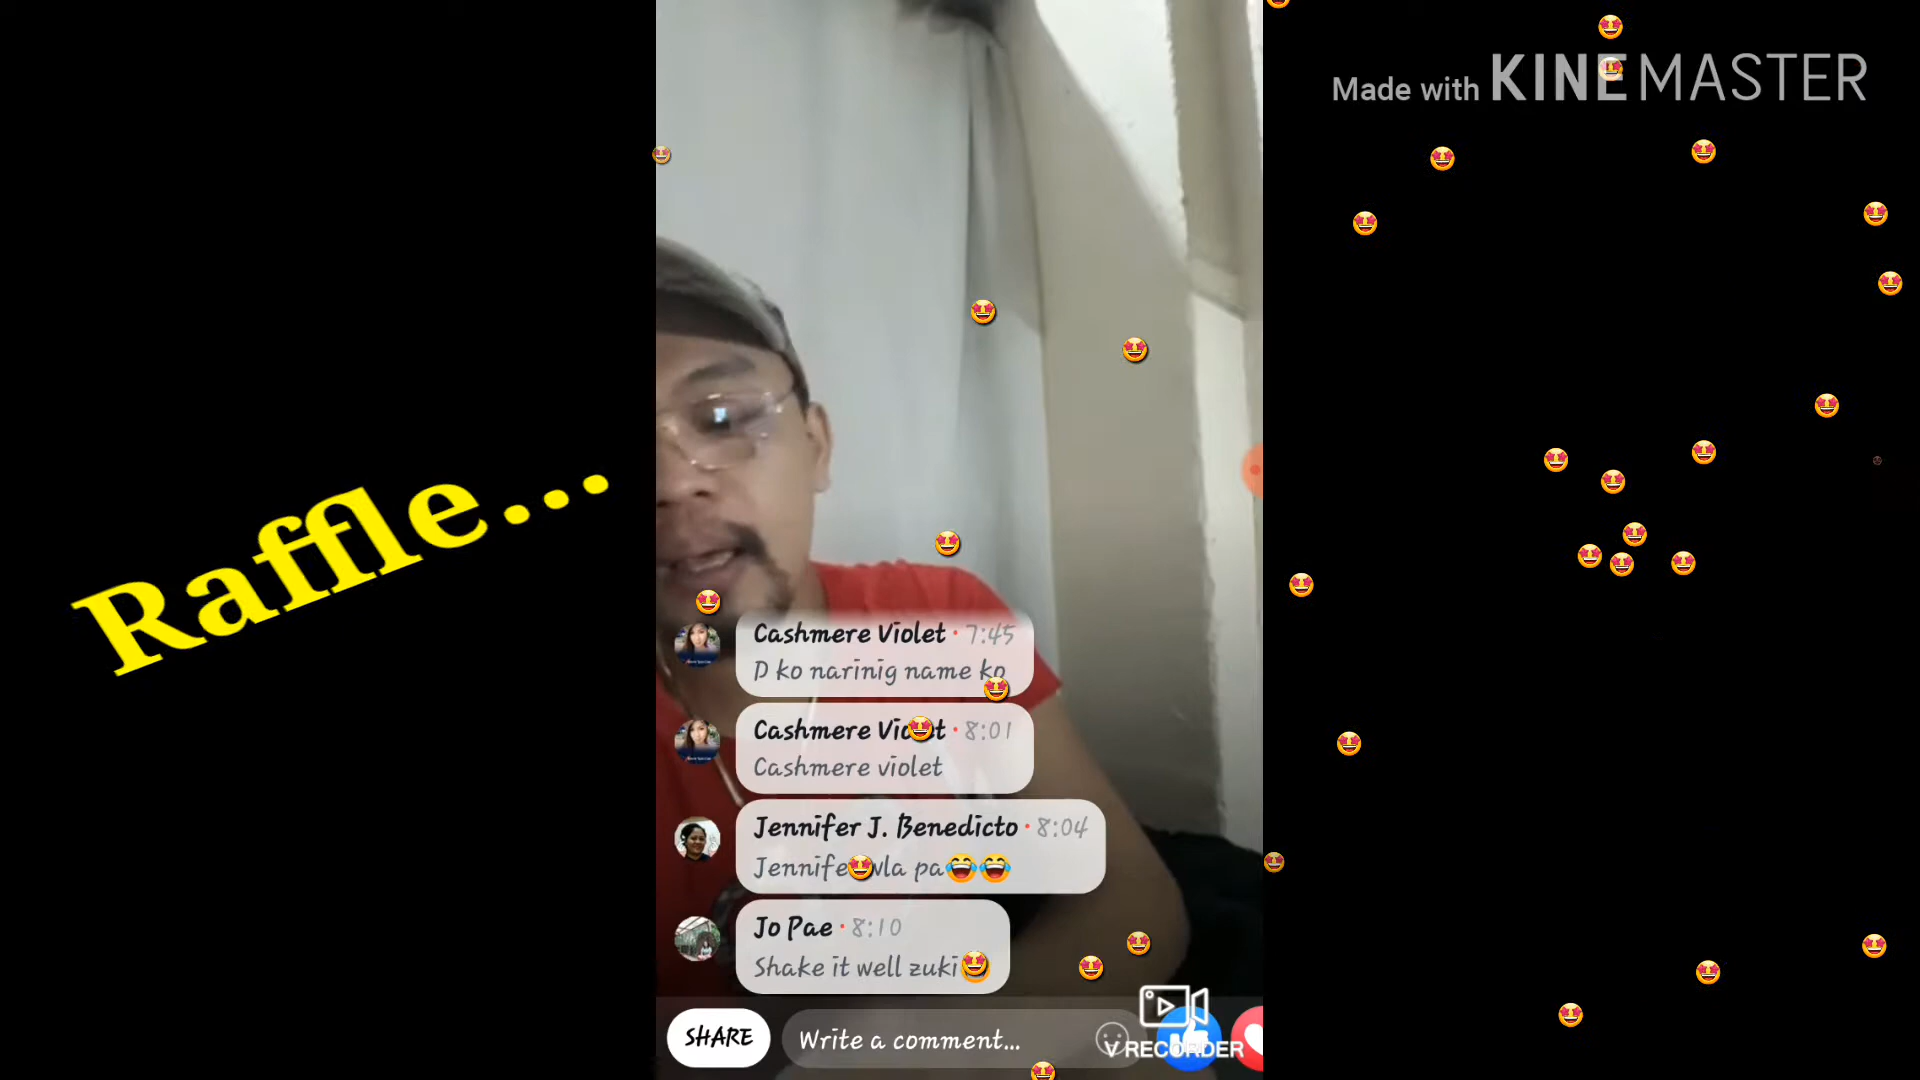 Made with KINEMASTER
Raffle...
Cashmere Violet · 7:45
D ko narinig name ko
Cashmere Violet · 8:01
Cashmere violet
Jennifer J. Benedicto · 8:04
wla pa😂😂
Jo Pae · 8:10
Shake it well zuki
SHARE
Write a comment...
V RECORDER